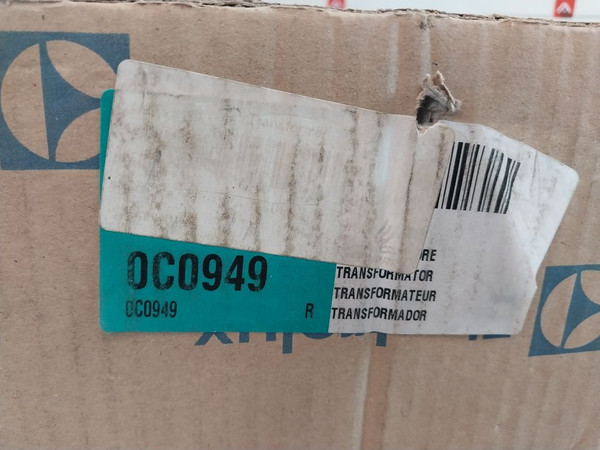 RE
0C0949
TRANSFORMATOR
TRANSFORMATEUR
0C0949 R TRANSFORMADOR